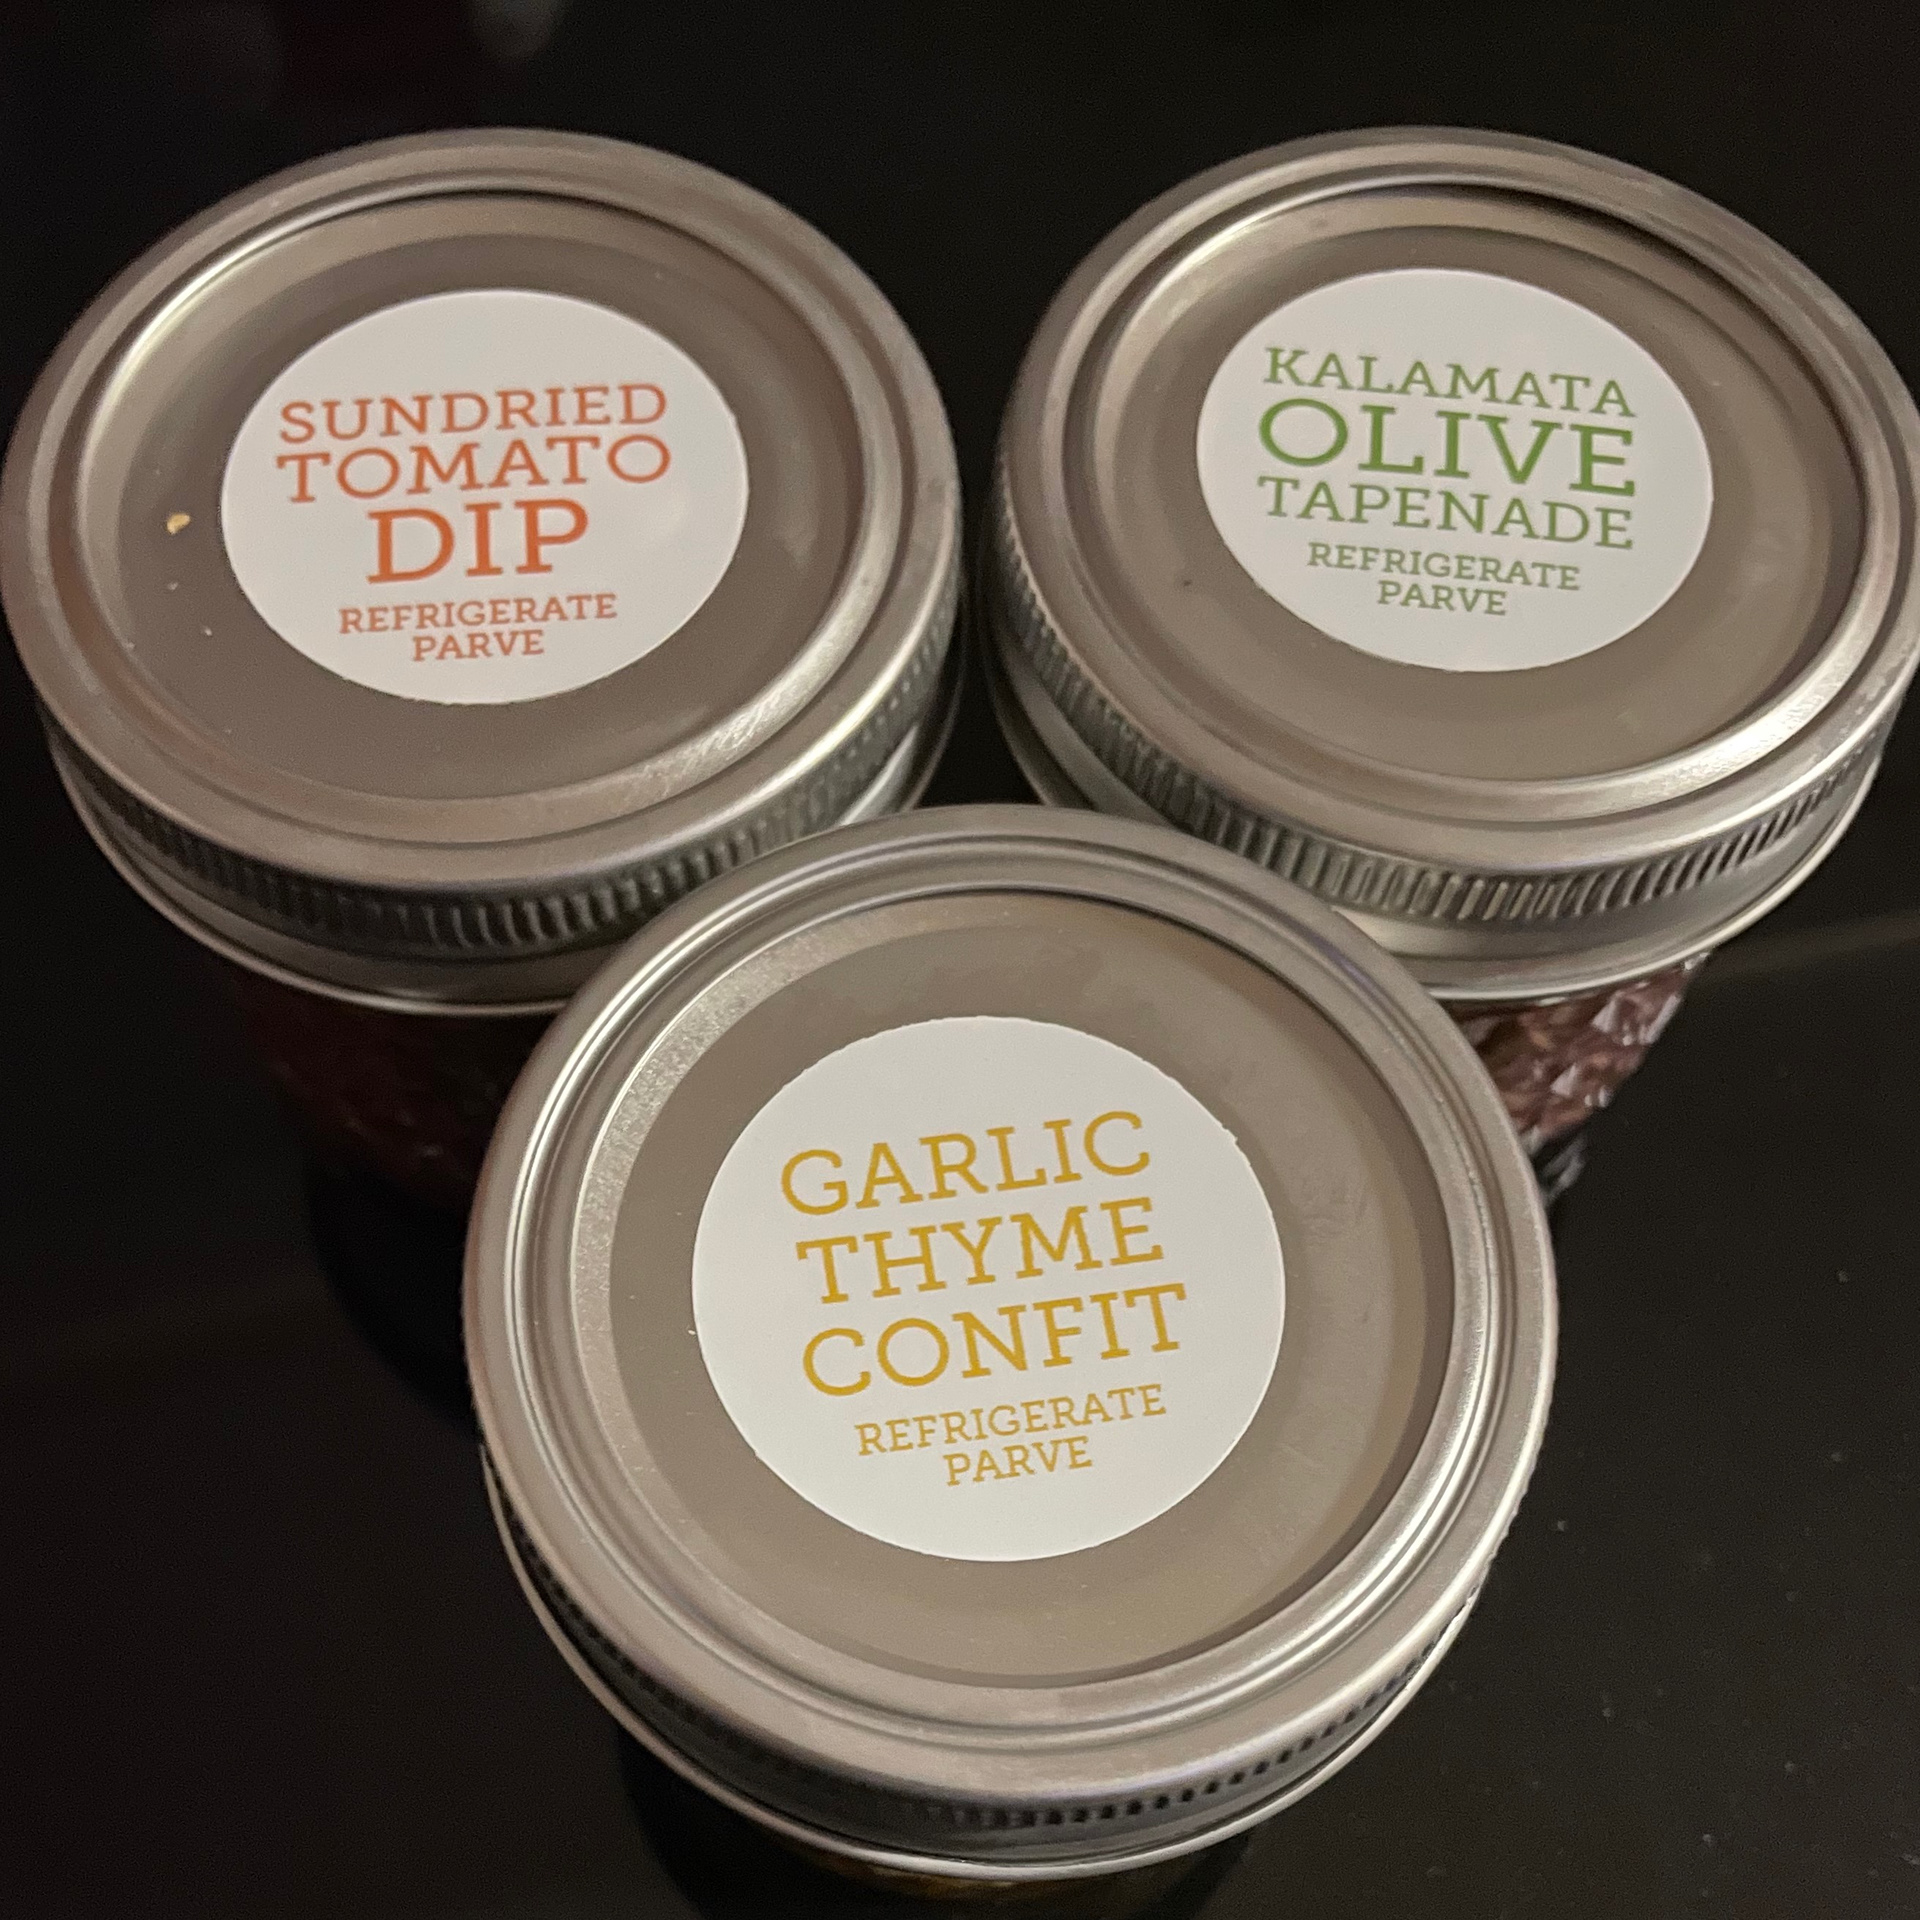 SUNDRIED
TOMATO
DIP
REFRIGERATE
PARVE
KALAMATA
OLIVE
TAPENADE
REFRIGERATE
PARVE
GARLIC
THYME
CONFIT
REFRIGERATE
PARVE